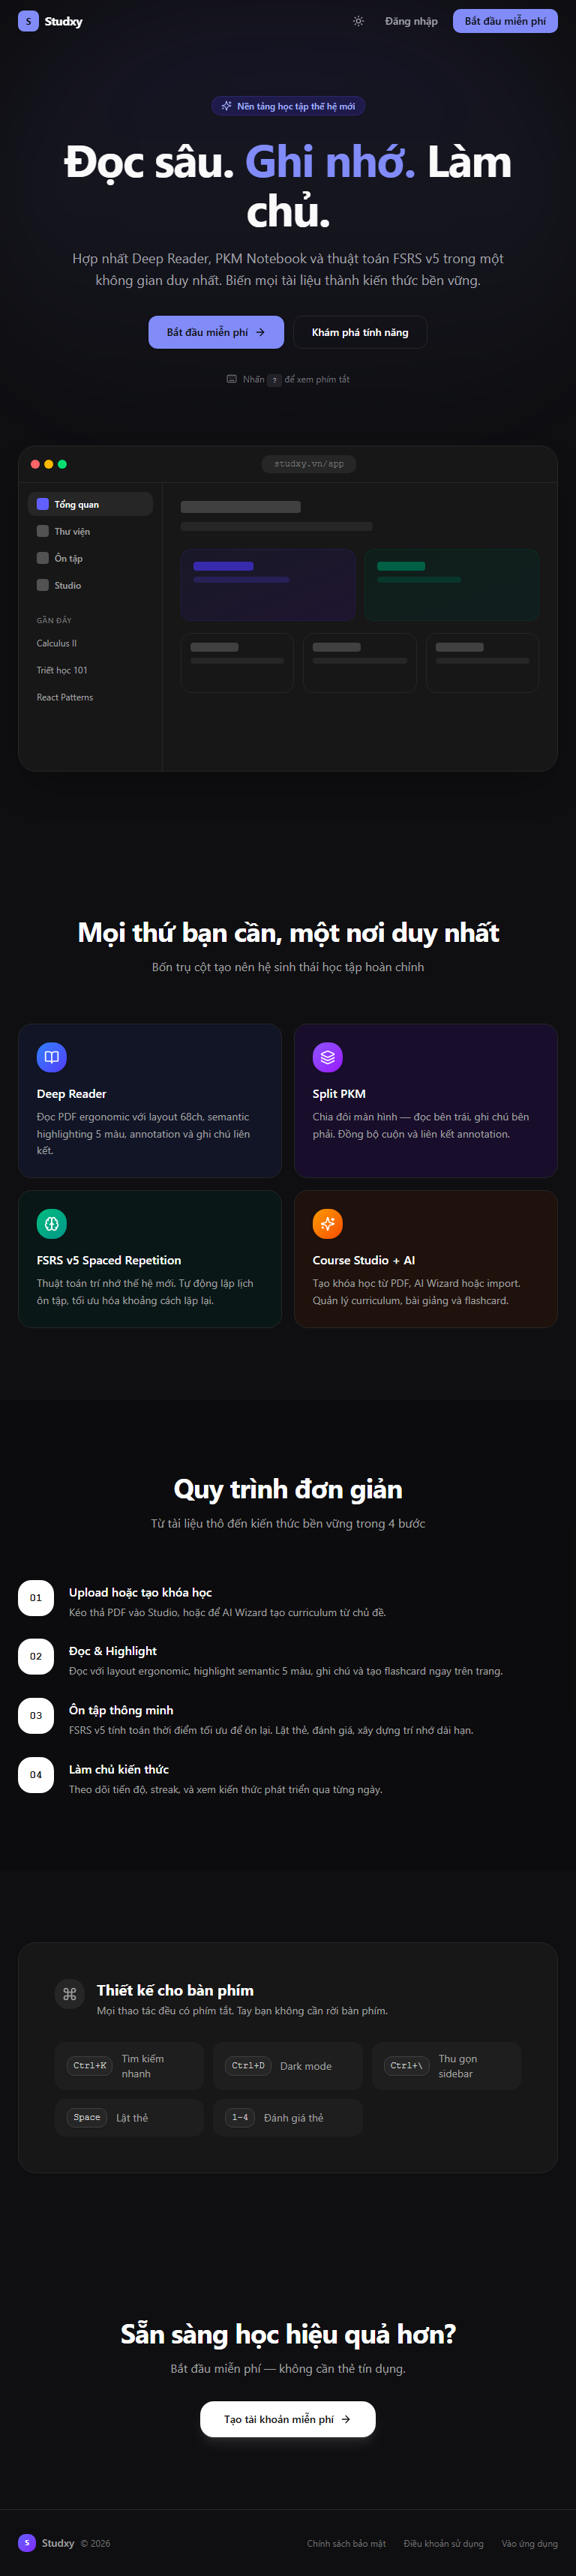 S Studxy
Đăng nhập
Bắt đầu miễn phí
Nền tảng học tập thế hệ mới
Đọc sâu. Ghi nhớ. Làm
chủ.
Hợp nhất Deep Reader, PKM Notebook và thuật toán FSRS v5 trong một
không gian duy nhất. Biến mọi tài liệu thành kiến thức bền vững.
Bắt đầu miễn phí
Khám phá tính năng
Nhấn ? để xem phím tắt
studxy.vn/app
Tổng quan
Thư viện
Ôn tập
Studio
GẦN ĐÂY
Calculus II
Triết học 101
React Patterns
Mọi thứ bạn cần, một nơi duy nhất
Bốn trụ cột tạo nên hệ sinh thái học tập hoàn chỉnh
Deep Reader
Đọc PDF ergonomic với layout 68ch, semantic
highlighting 5 màu, annotation và ghi chú liên
kết.
Split PKM
Chia đôi màn hình — đọc bên trái, ghi chú bên
phải. Đồng bộ cuộn và liên kết annotation.
FSRS v5 Spaced Repetition
Thuật toán trí nhớ thế hệ mới. Tự động lập lịch
ôn tập, tối ưu hóa khoảng cách lặp lại.
Course Studio + AI
Tạo khóa học từ PDF, AI Wizard hoặc import.
Quản lý curriculum, bài giảng và flashcard.
Quy trình đơn giản
Từ tài liệu thô đến kiến thức bền vững trong 4 bước
01
Upload hoặc tạo khóa học
Kéo thả PDF vào Studio, hoặc để AI Wizard tạo curriculum từ chủ đề.
02
Đọc & Highlight
Đọc với layout ergonomic, highlight semantic 5 màu, ghi chú và tạo flashcard ngay trên trang.
03
Ôn tập thông minh
FSRS v5 tính toán thời điểm tối ưu để ôn lại. Lật thẻ, đánh giá, xây dựng trí nhớ dài hạn.
04
Làm chủ kiến thức
Theo dõi tiến độ, streak, và xem kiến thức phát triển qua từng ngày.
Thiết kế cho bàn phím
Mọi thao tác đều có phím tắt. Tay bạn không cần rời bàn phím.
Ctrl+K
Tìm kiếm
nhanh
Ctrl+D
Dark mode
Ctrl+\
Thu gọn
sidebar
Space
Lật thẻ
1-4
Đánh giá thẻ
Sẵn sàng học hiệu quả hơn?
Bắt đầu miễn phí — không cần thẻ tín dụng.
Tạo tài khoản miễn phí
S Studxy © 2026
Chính sách bảo mật
Điều khoản sử dụng
Vào ứng dụng